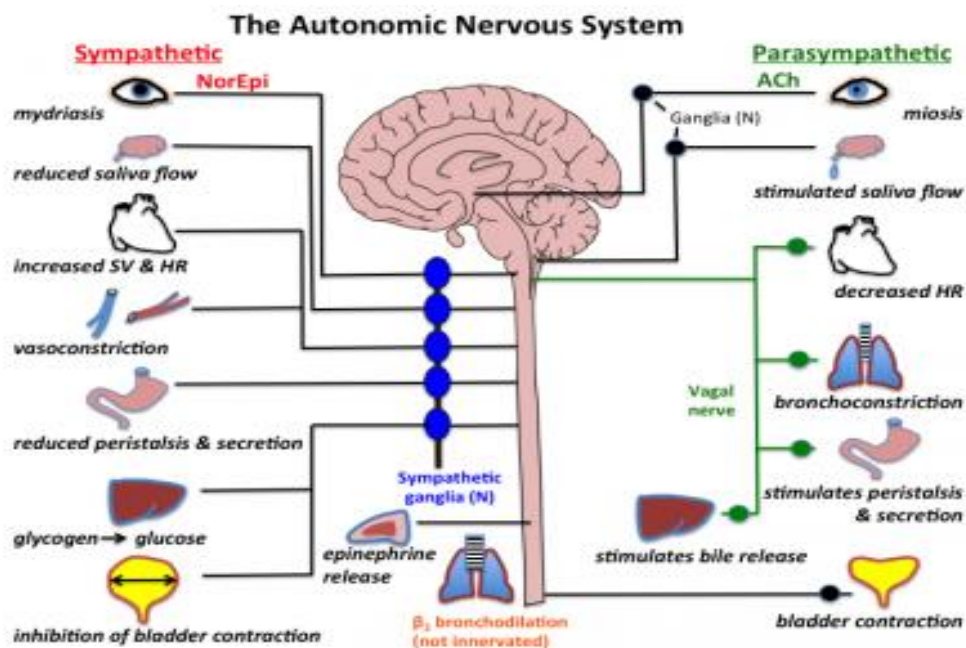 The Autonomic Nervous System
Sympathetic
NorEpi
mydriasis
reduced saliva flow
increased SV & HR
vasoconstriction
reduced peristalsis & secretion
glycogen → glucose
inhibition of bladder contraction
Sympathetic
ganglia (N)
epinephrine
release
β₂ bronchodilation
(not innervated)
Parasympathetic
ACh
Ganglia (N)
miosis
stimulated saliva flow
decreased HR
Vagal
nerve
bronchoconstriction
stimulates peristalsis
& secretion
stimulates bile release
bladder contraction